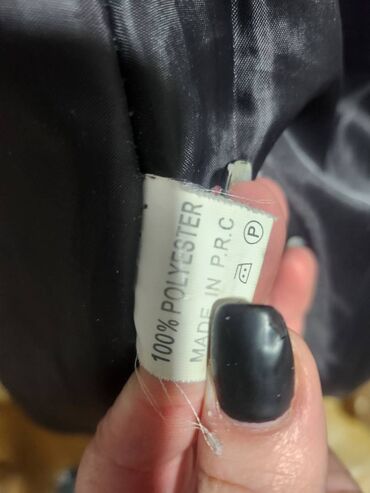 100% POLYESTER
MADE IN P.R.C
P